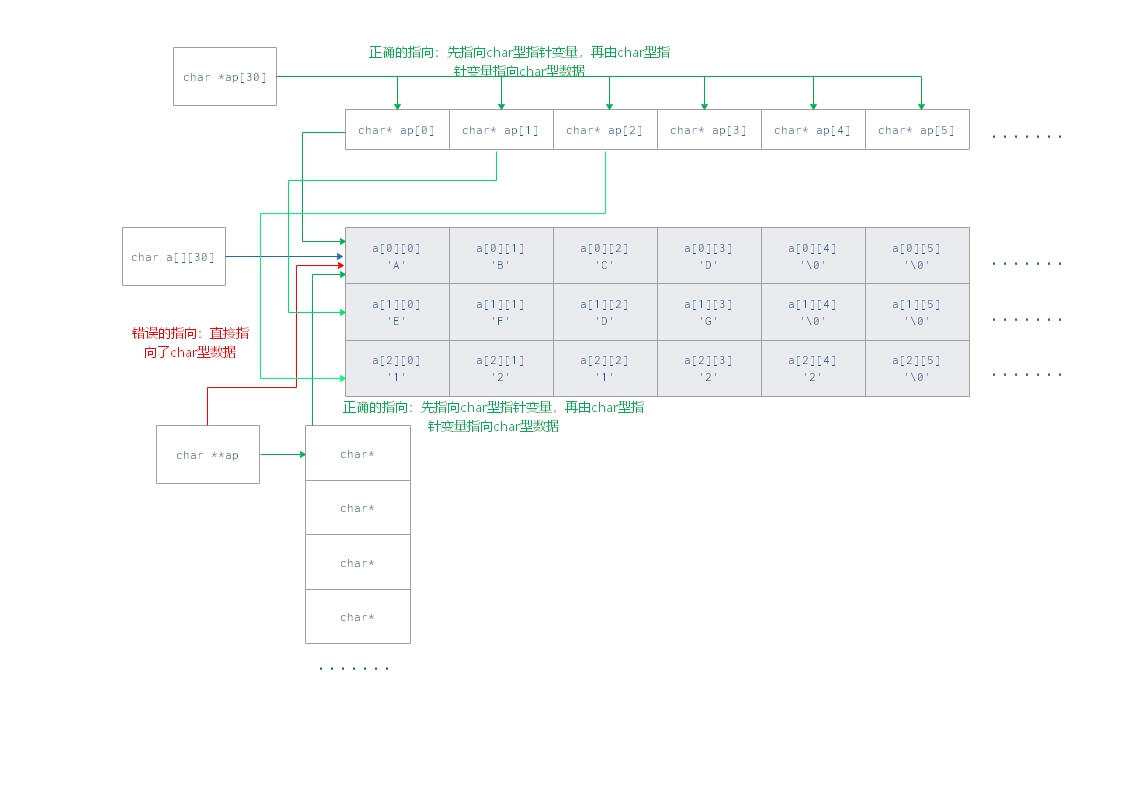 正确的指向：先指向char型指针变量，再由char型指
针变量指向char型数据
char *ap[30]
char* ap[0] char* ap[1] char* ap[2] char* ap[3] char* ap[4] char* ap[5] .......
char a[][30]
a[0][0] a[0][1] a[0][2] a[0][3] a[0][4] a[0][5]
'A' 'B' 'C' 'D' '\0' '\0' .......
a[1][0] a[1][1] a[1][2] a[1][3] a[1][4] a[1][5]
'E' 'F' 'D' 'G' '\0' '\0' .......
错误的指向：直接指
向了char型数据
a[2][0] a[2][1] a[2][2] a[2][3] a[2][4] a[2][5]
'1' '2' '1' '2' '2' '\0' .......
正确的指向：先指向char型指针变量，再由char型指
针变量指向char型数据
char **ap
char*
char*
char*
char*
.......